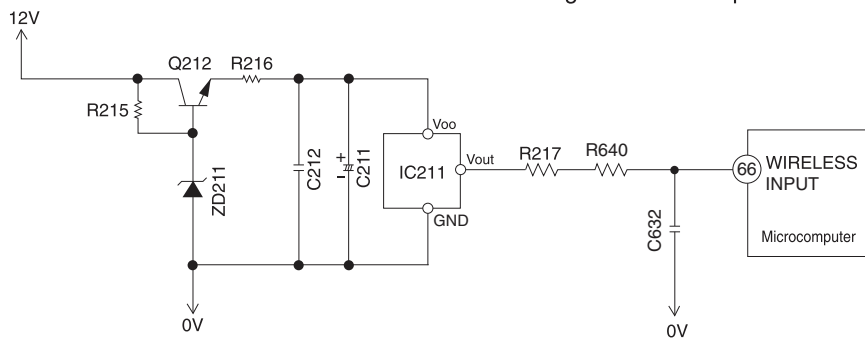 12V
Q212
R216
R215
ZD211
C212
+
-
C211
Voo
IC211
Vout
GND
R217
R640
C632
66
WIRELESS
INPUT
Microcomputer
0V
0V